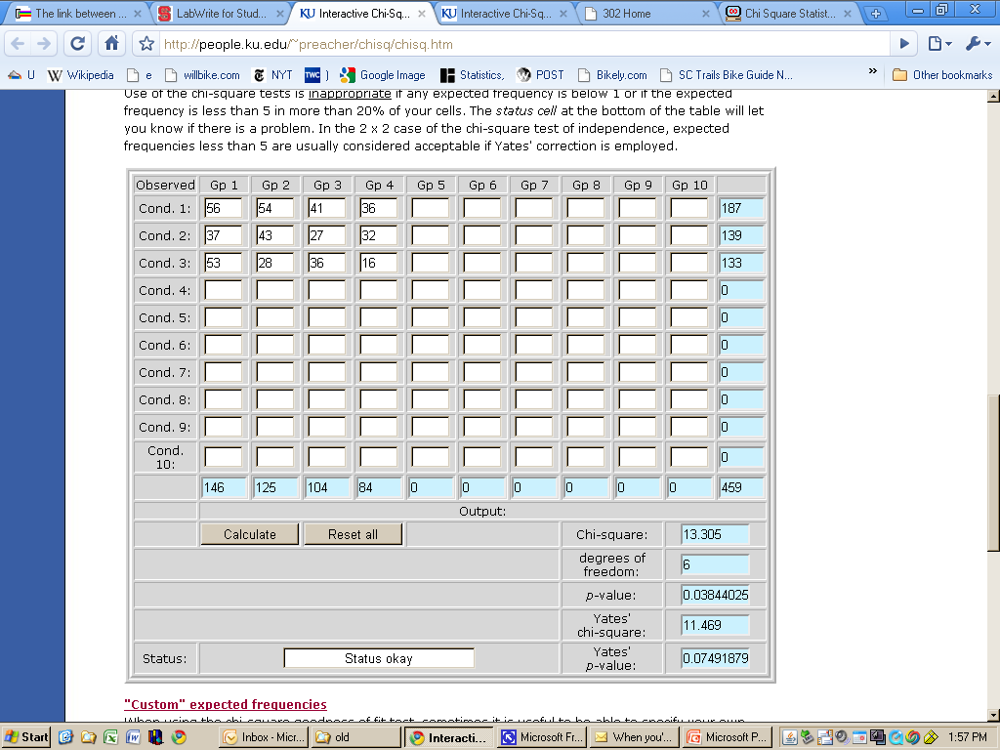 The link between ... LabWrite for Stud... KU Interactive Chi-Sq... KU Interactive Chi-Sq... 302 Home Chi Square Statist...
http://people.ku.edu/~preacher/chisq/chisq.htm
U Wikipedia e willbike.com NYT TWC ) Google Image Statistics, POST Bikely.com SC Trails Bike Guide N... » Other bookmarks
Use of the chi-square tests is inappropriate if any expected frequency is below 1 or if the expected
frequency is less than 5 in more than 20% of your cells. The status cell at the bottom of the table will let
you know if there is a problem. In the 2 x 2 case of the chi-square test of independence, expected
frequencies less than 5 are usually considered acceptable if Yates' correction is employed.
Observed Gp 1 Gp 2 Gp 3 Gp 4 Gp 5 Gp 6 Gp 7 Gp 8 Gp 9 Gp 10
Cond. 1: 56 54 41 36 187
Cond. 2: 37 43 27 32 139
Cond. 3: 53 28 36 16 133
Cond. 4: 0
Cond. 5: 0
Cond. 6: 0
Cond. 7: 0
Cond. 8: 0
Cond. 9: 0
Cond.
10: 0
146 125 104 84 0 0 0 0 0 0 459
Output:
Calculate Reset all Chi-square: 13.305
degrees of
freedom: 6
p-value: 0.03844025
Yates'
chi-square: 11.469
Status: Status okay Yates'
p-value: 0.07491879
"Custom" expected frequencies
When using the chi-square goodness of fit test, sometimes it is useful to be able to specify your own
Start Inbox - Micr... old Interacti... Microsoft Fr... When you'... Microsoft P... 1:57 PM